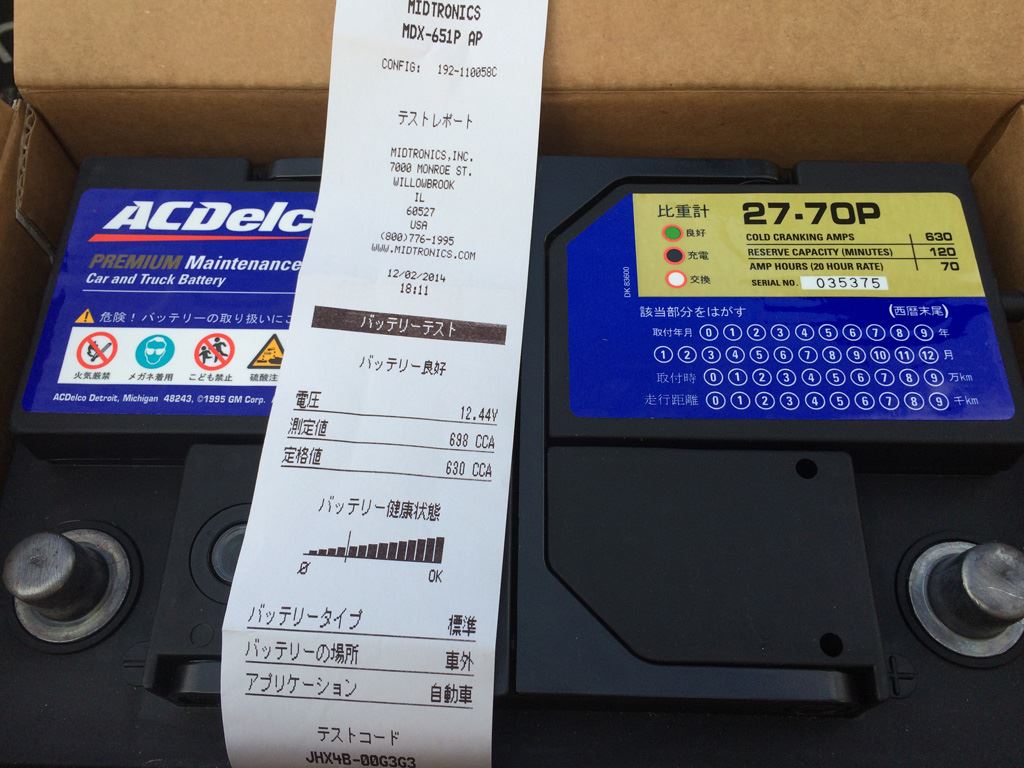 MIDTRONICS
MDX-651P AP
CONFIG: 192-110058C
テストレポート
MIDTRONICS,INC.
7000 MONROE ST.
WILLOWBROOK
IL
60527
USA
(800)776-1995
WWW.MIDTRONICS.COM
12/02/2014
18:11
バッテリーテスト
バッテリー良好
電圧 12.44V
測定値 698 CCA
定格値 630 CCA
バッテリー健康状態
0 OK
バッテリータイプ 標準
バッテリーの場所 車外
アプリケーション 自動車
テストコード
JHX4B-00G3G3
ACDelc
PREMIUM Maintenance
Car and Truck Battery
危険！バッテリーの取り扱いにこ
火気厳禁 メガネ着用 こども禁止 硫酸注
ACDelco Detroit, Michigan 48243, ©1995 GM Corp.
比重計 27・70P
良好
充電
交換
COLD CRANKING AMPS 630
RESERVE CAPACITY (MINUTES) 120
AMP HOURS (20 HOUR RATE) 70
SERIAL NO. 035375
DK 83600
該当部分をはがす (西暦末尾)
取付年月 0 1 2 3 4 5 6 7 8 9 年
1 2 3 4 5 6 7 8 9 10 11 12 月
取付時 0 1 2 3 4 5 6 7 8 9 万km
走行距離 0 1 2 3 4 5 6 7 8 9 千km